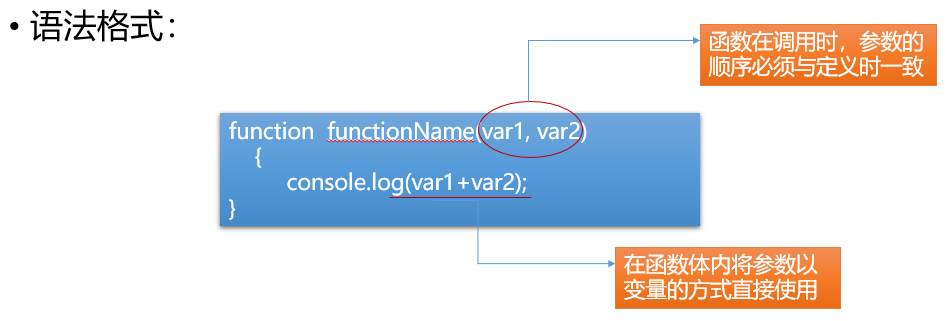 • 语法格式：
函数在调用时，参数的
顺序必须与定义时一致
function functionName(var1, var2)
{
console.log(var1+var2);
}
在函数体内将参数以
变量的方式直接使用